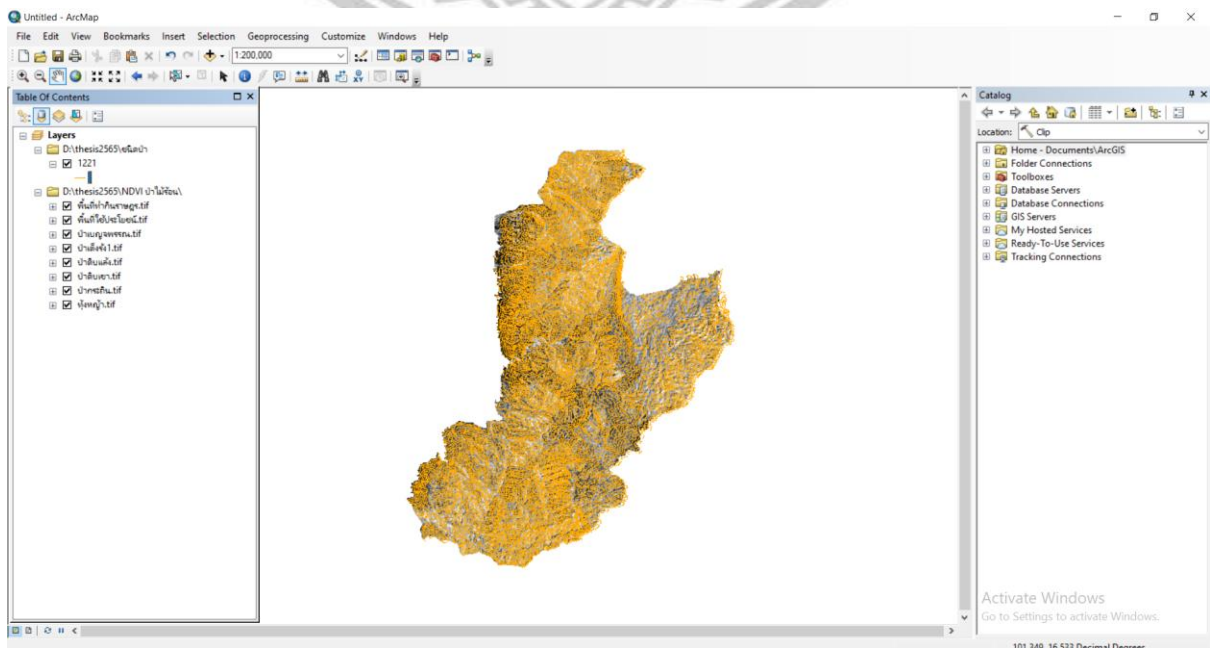 Untitled - ArcMap
File Edit View Bookmarks Insert Selection Geoprocessing Customize Windows Help
1:200,000
Table Of Contents
Layers
D:\thesis2565\ชนิดป่า
1221
D:\thesis2565\NDVI ป่าไม้ร้อน\
พื้นที่ทำกินราษฎร.tif
พื้นที่ใช้ประโยชน์.tif
ป่าเบญจพรรณ.tif
ป่าเต็งรัง1.tif
ป่าดิบแล้ง.tif
ป่าดิบเขา.tif
ป่ากระถิน.tif
ทุ่งหญ้า.tif
Catalog
Location: Clip
Home - Documents\ArcGIS
Folder Connections
Toolboxes
Database Servers
Database Connections
GIS Servers
My Hosted Services
Ready-To-Use Services
Tracking Connections
Activate Windows
Go to Settings to activate Windows.
101.349 16.533 Decimal Degrees